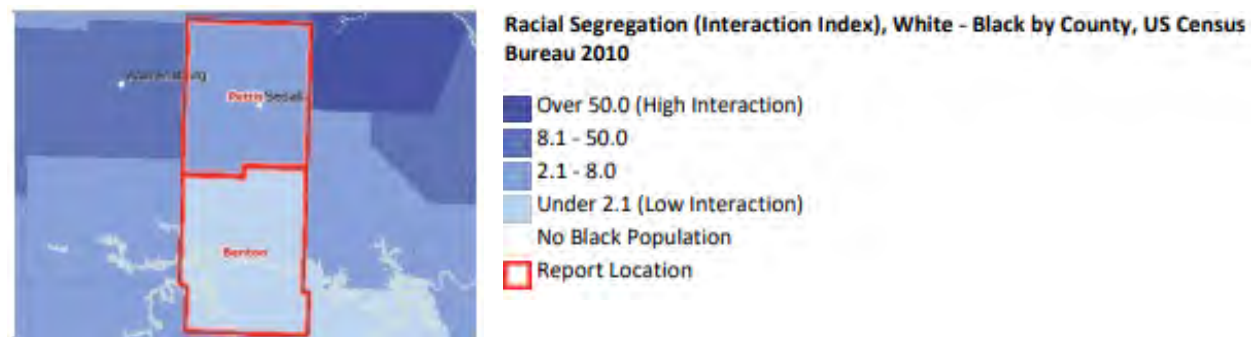 Racial Segregation (Interaction Index), White - Black by County, US Census
Bureau 2010
Over 50.0 (High Interaction)
8.1 - 50.0
2.1 - 8.0
Under 2.1 (Low Interaction)
No Black Population
Report Location
Warrensburg
Pettis
Benton